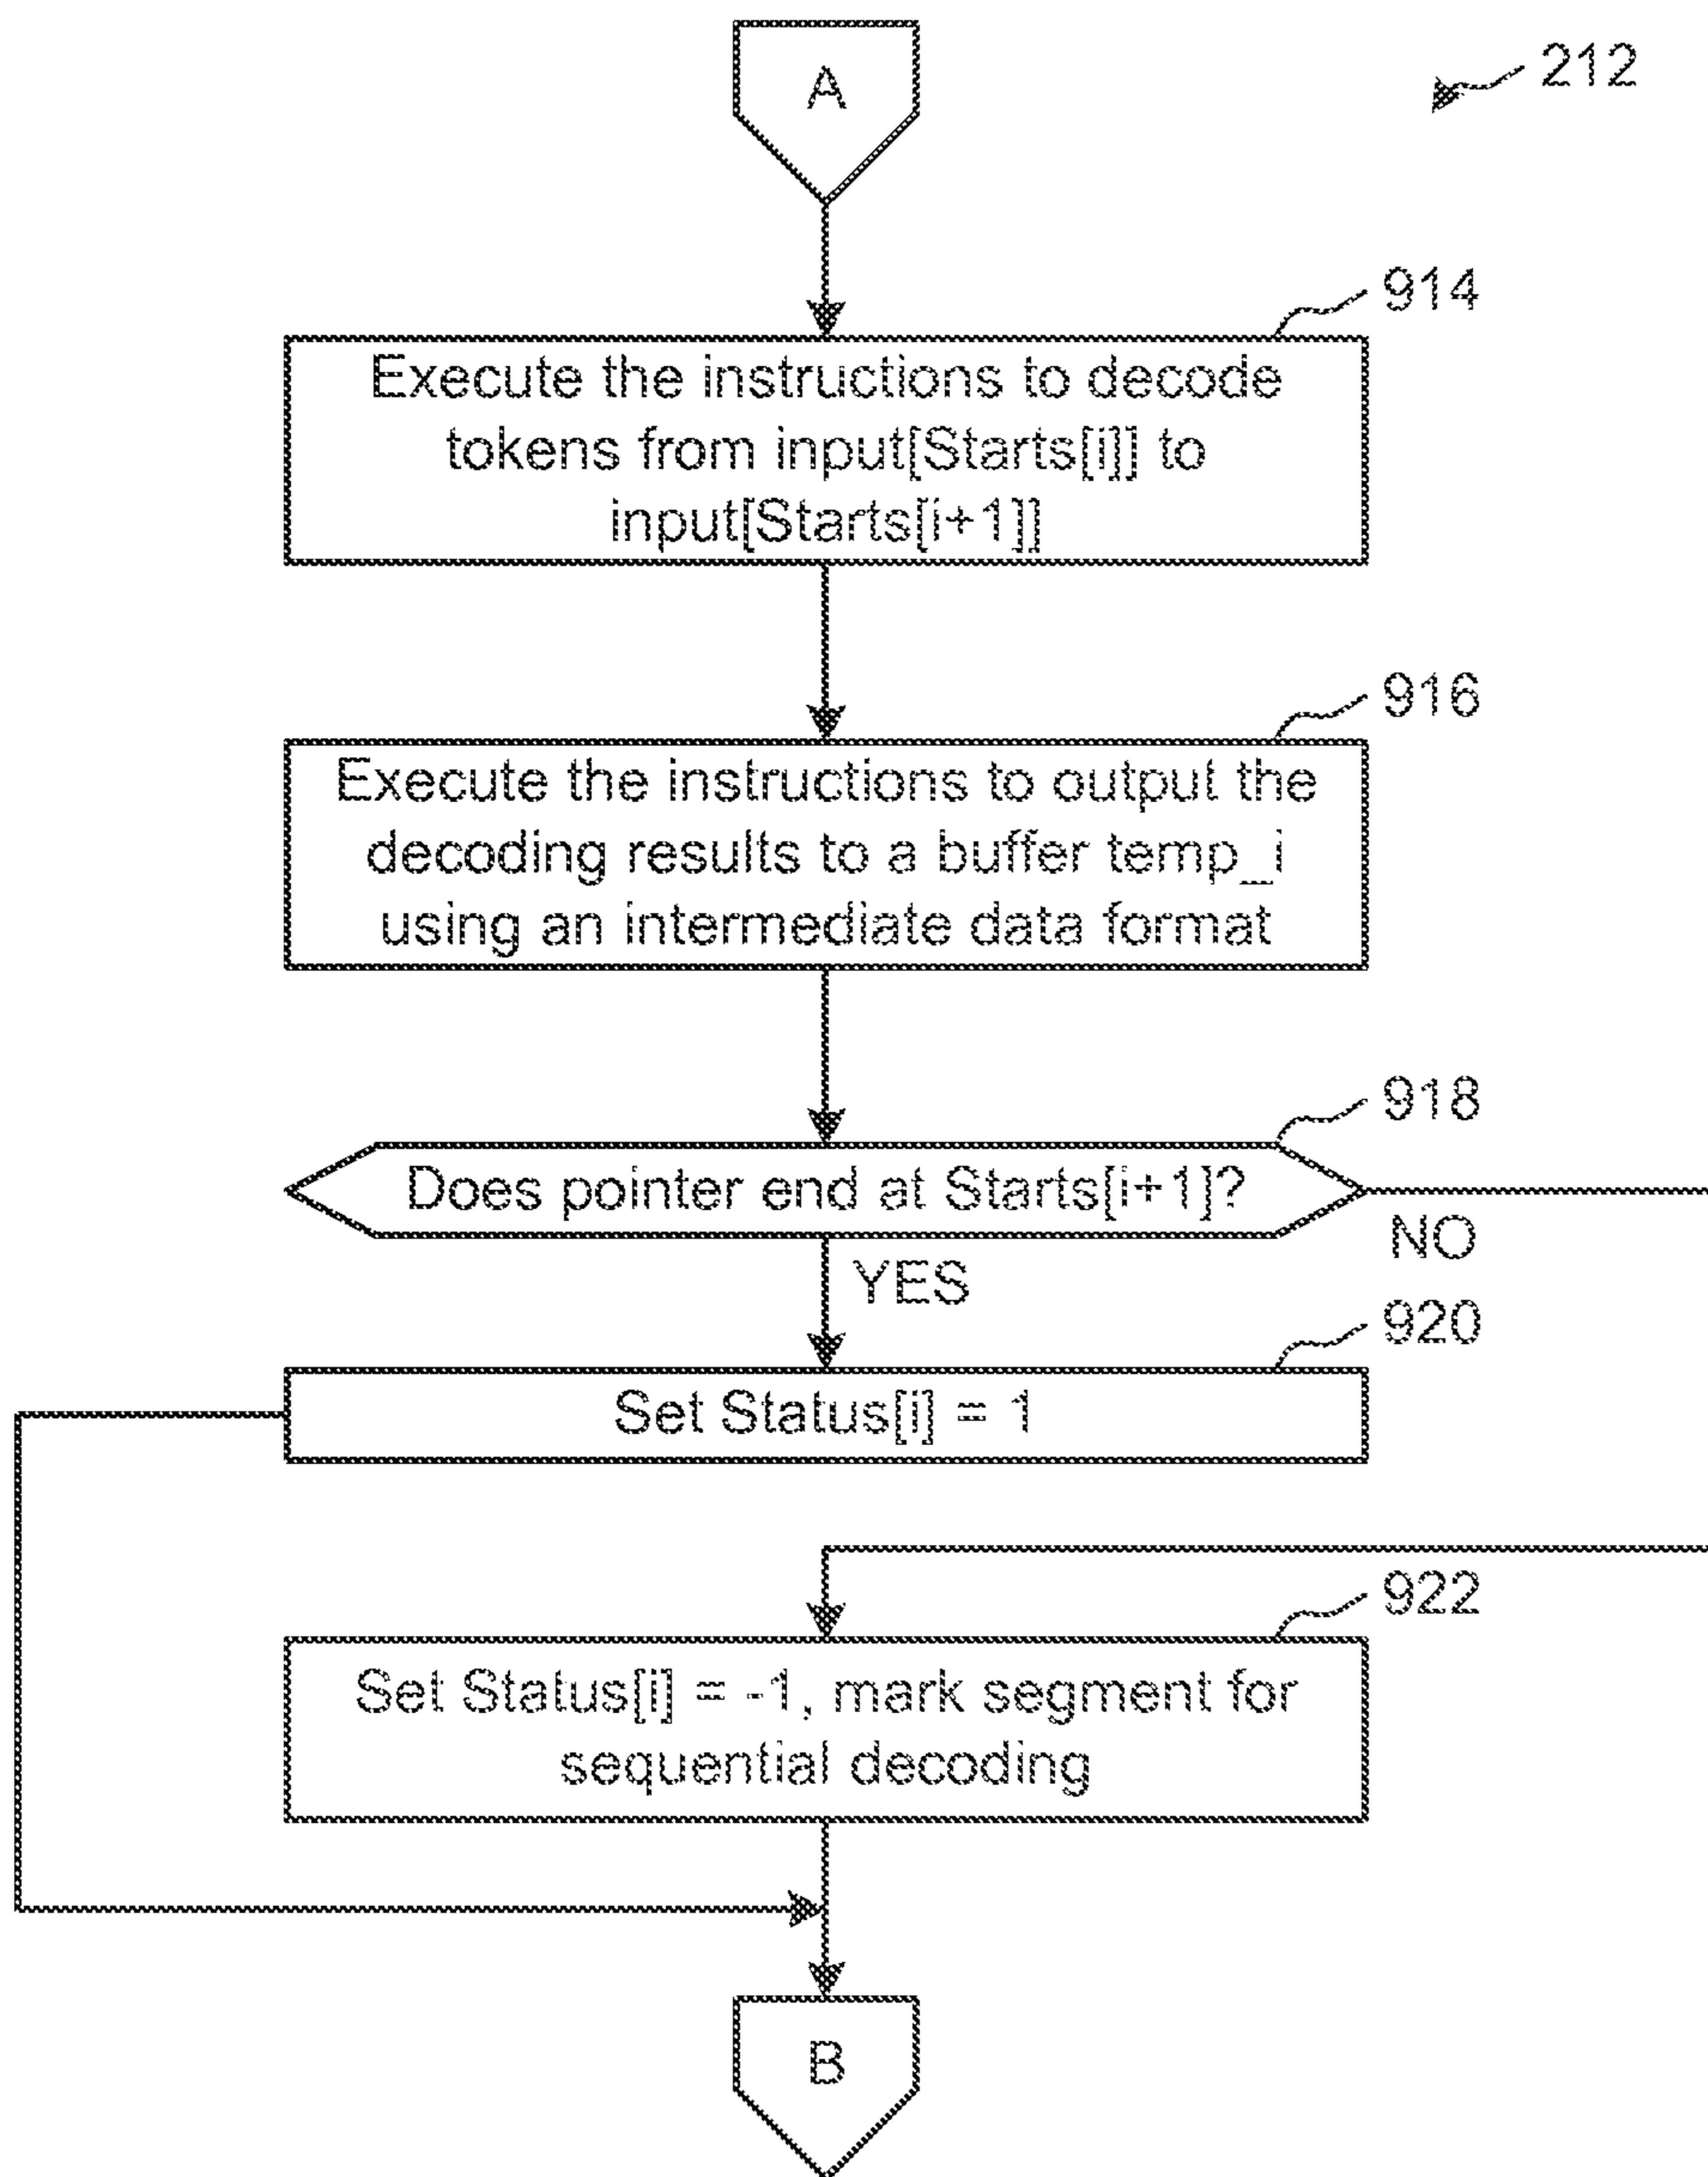 A
212
914
Execute the instructions to decode
tokens from input[Starts[i]] to
input[Starts[i+1]]
916
Execute the instructions to output the
decoding results to a buffer temp_i
using an intermediate data format
918
Does pointer end at Starts[i+1]?
NO
YES
920
Set Status[i] = 1
922
Set Status[i] = -1, mark segment for
sequential decoding
B